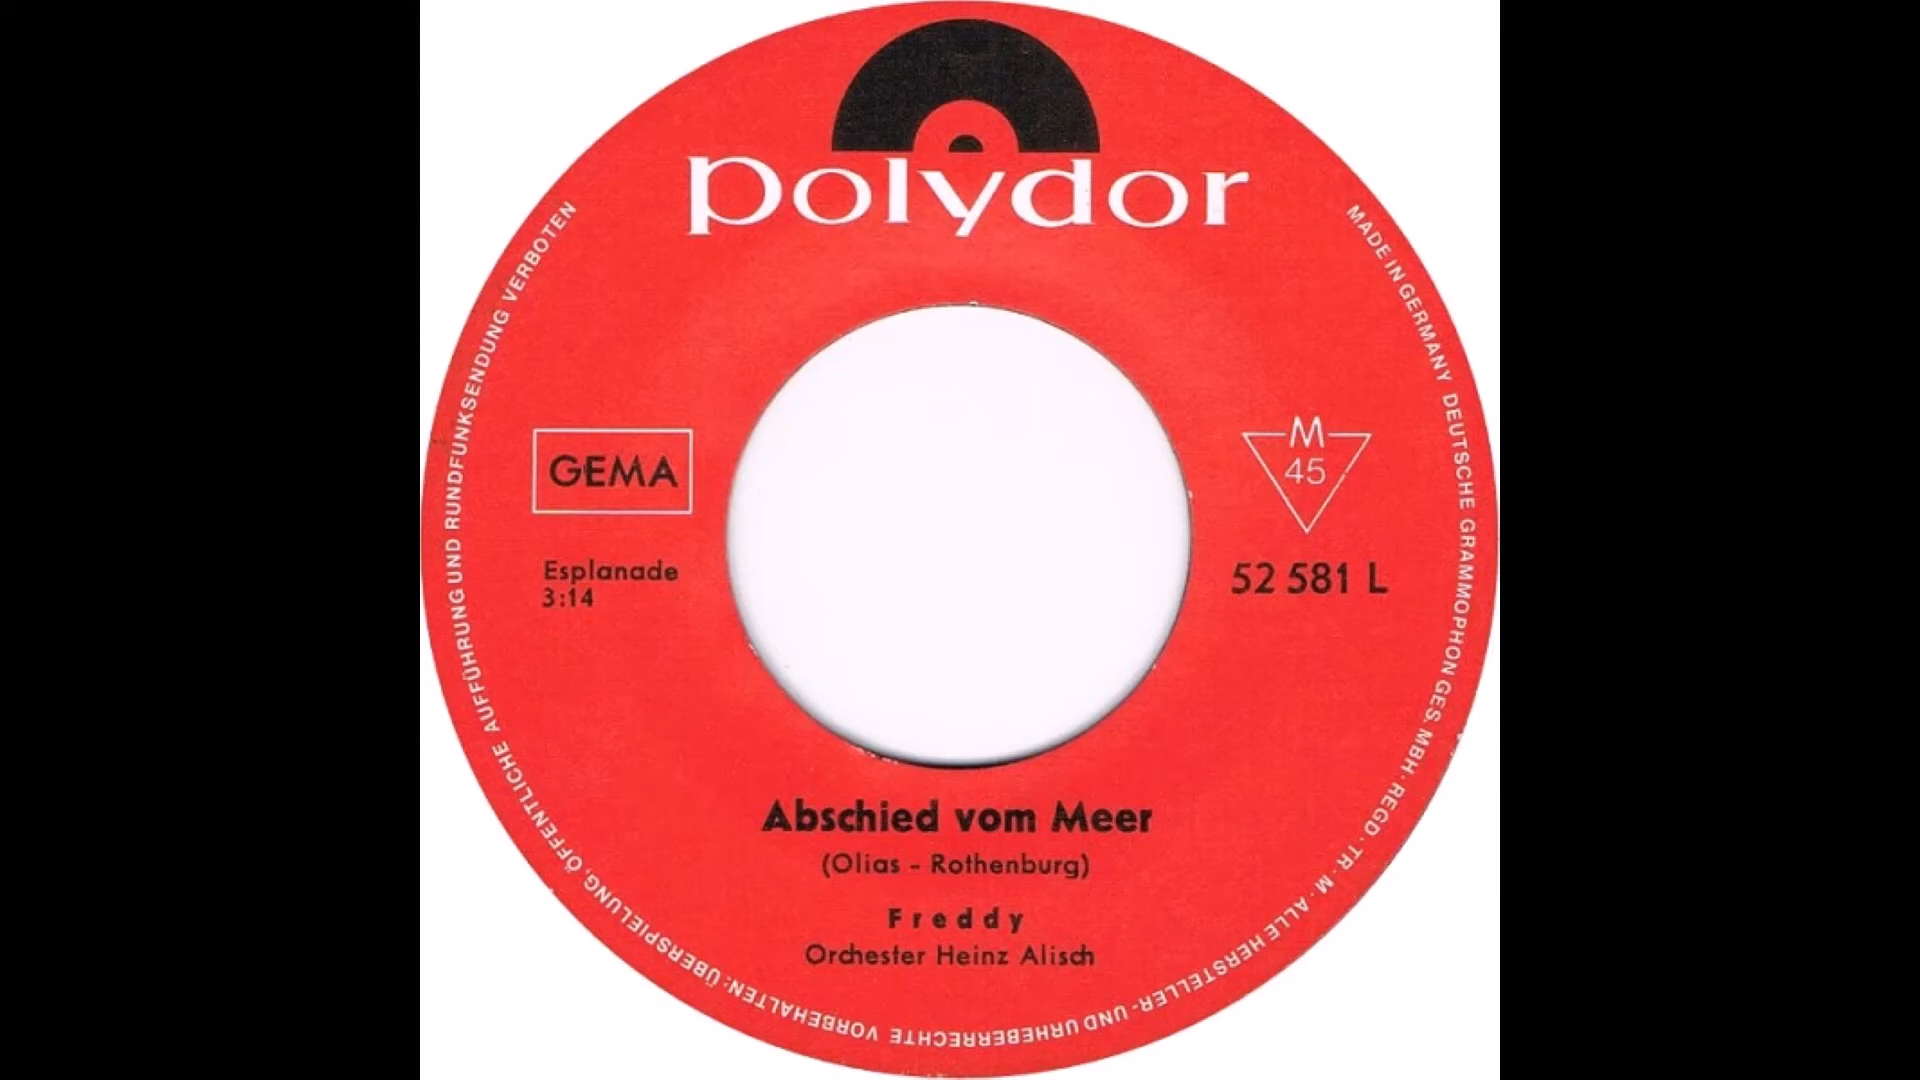 polydor
GEMA
Esplanade
3:14
M
45
52 581 L
Abschied vom Meer
(Olias - Rothenburg)
Freddy
Orchester Heinz Alisch
MADE IN GERMANY DEUTSCHE GRAMMOPHON GES. MBH · REGD · TR · M · ALLE HERSTELLER- UND URHEBERRECHTE VORBEHALTEN: ÜBERSPIELUNG, ÖFFENTLICHE AUFFÜHRUNG UND RUNDFUNKSENDUNG VERBOTEN